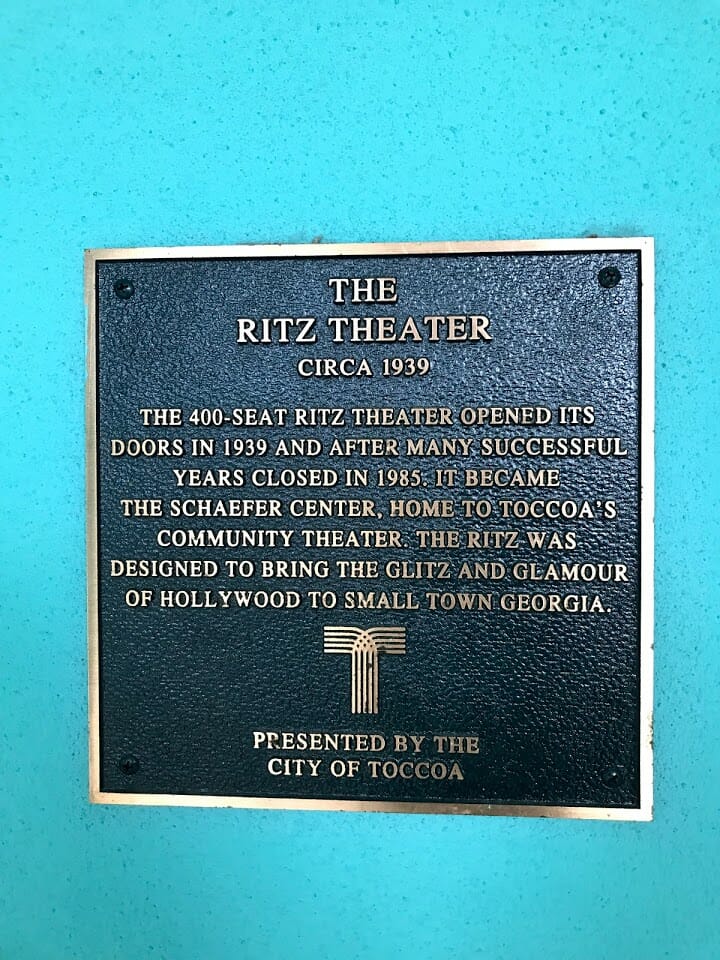 THE
RITZ THEATER
CIRCA 1939
THE 400-SEAT RITZ THEATER OPENED ITS
DOORS IN 1939 AND AFTER MANY SUCCESSFUL
YEARS CLOSED IN 1985. IT BECAME
THE SCHAEFER CENTER, HOME TO TOCCOA'S
COMMUNITY THEATER. THE RITZ WAS
DESIGNED TO BRING THE GLITZ AND GLAMOUR
OF HOLLYWOOD TO SMALL TOWN GEORGIA.
T
PRESENTED BY THE
CITY OF TOCCOA